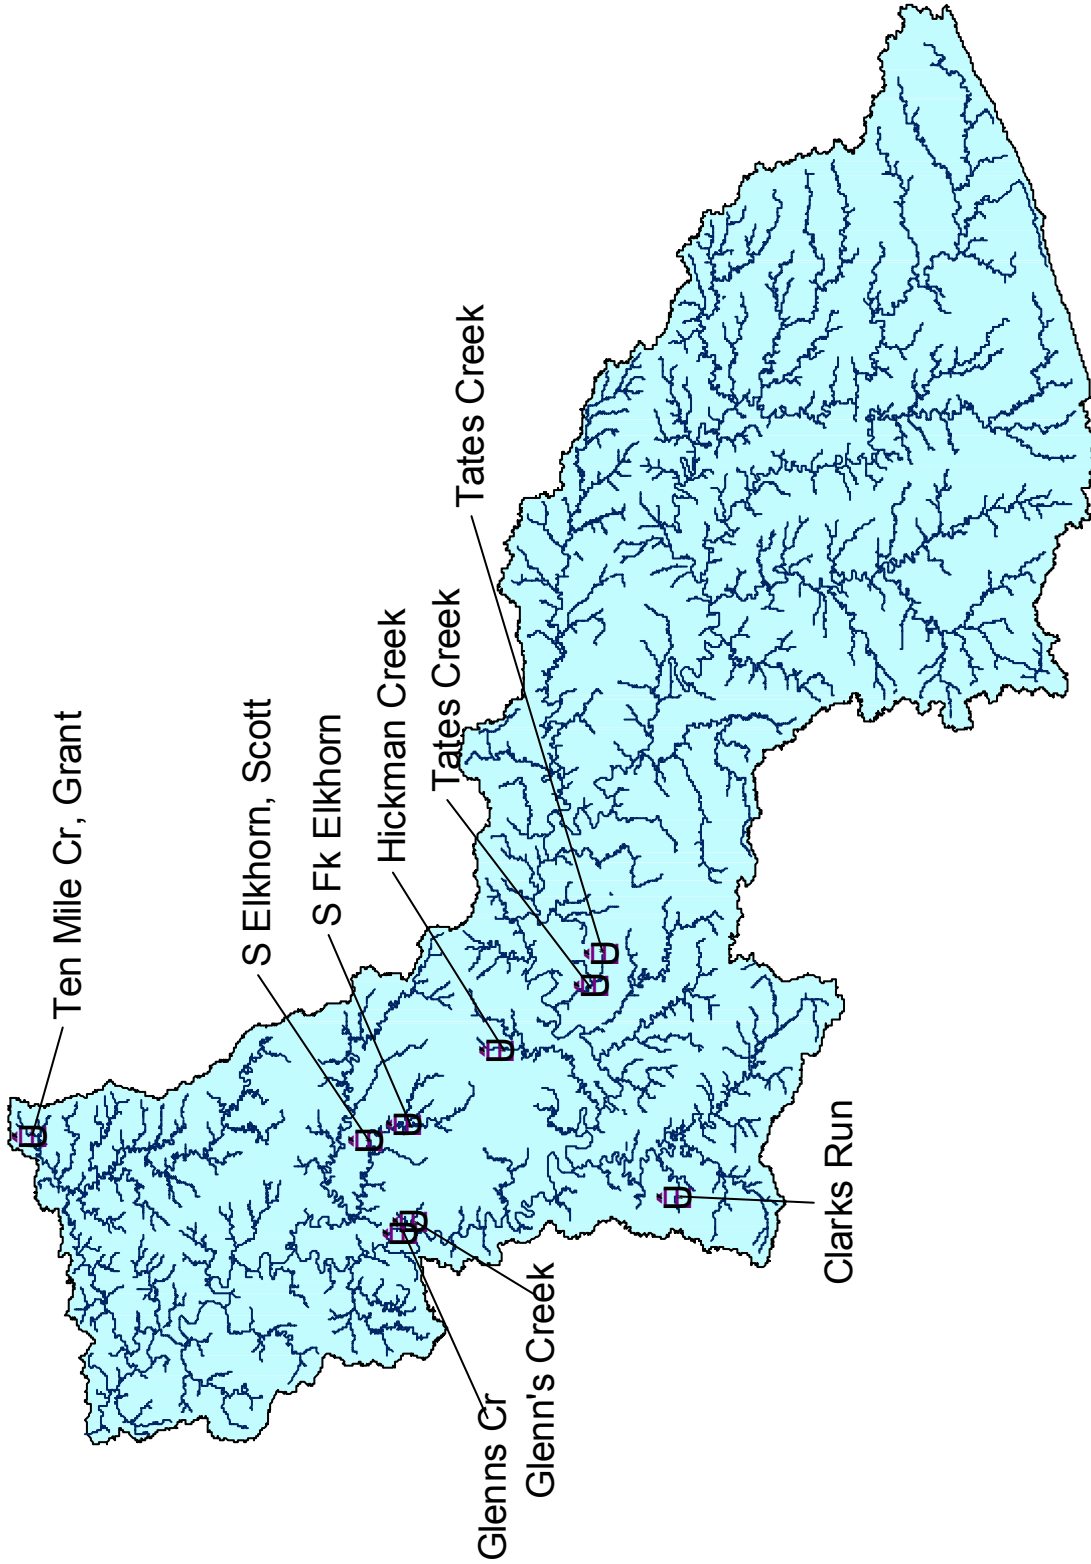 Ten Mile Cr, Grant
S Elkhorn, Scott
S Fk Elkhorn
Hickman Creek
Tates Creek
Tates Creek
Glenns Cr
Glenn's Creek
Clarks Run